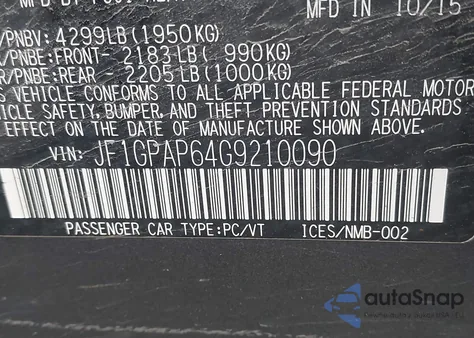 MFD IN 10/15
/PNBV: 4299LB(1950KG)
/PNBE:FRONT 2183LB( 990KG)
R/PNBE:REAR 2205LB(1000KG)
S VEHICLE CONFORMS TO ALL APPLICABLE FEDERAL MOTOR
VEHICLE SAFETY, BUMPER, AND THEFT PREVENTION STANDARDS
EFFECT ON THE DATE OF MANUFACTURE SHOWN ABOVE.
VIN: JF1GPAP64G9210090
PASSENGER CAR TYPE:PC/VT ICES/NMB-002
autoSnap